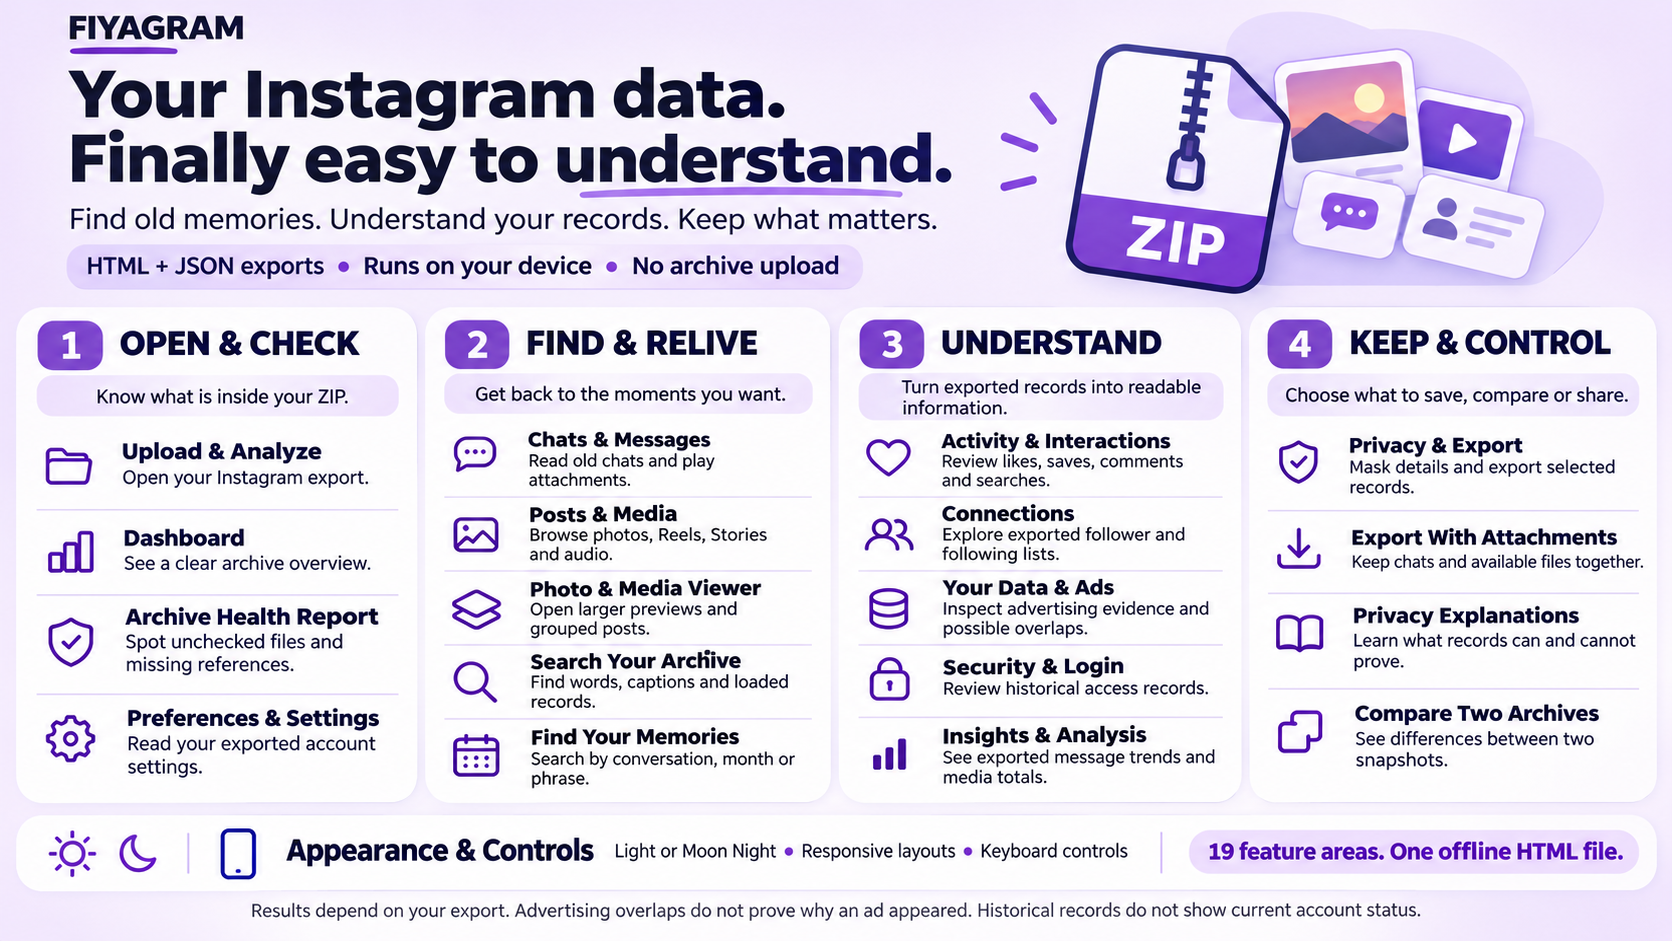 FIYAGRAM
Your Instagram data.
Finally easy to understand.
Find old memories. Understand your records. Keep what matters.
HTML + JSON exports • Runs on your device • No archive upload
ZIP
1 OPEN & CHECK
Know what is inside your ZIP.
Upload & Analyze
Open your Instagram export.
Dashboard
See a clear archive overview.
Archive Health Report
Spot unchecked files and
missing references.
Preferences & Settings
Read your exported account
settings.
2 FIND & RELIVE
Get back to the moments you want.
Chats & Messages
Read old chats and play
attachments.
Posts & Media
Browse photos, Reels, Stories
and audio.
Photo & Media Viewer
Open larger previews and
grouped posts.
Search Your Archive
Find words, captions and loaded
records.
Find Your Memories
Search by conversation, month or
phrase.
3 UNDERSTAND
Turn exported records into readable
information.
Activity & Interactions
Review likes, saves, comments
and searches.
Connections
Explore exported follower and
following lists.
Your Data & Ads
Inspect advertising evidence and
possible overlaps.
Security & Login
Review historical access records.
Insights & Analysis
See exported message trends and
media totals.
4 KEEP & CONTROL
Choose what to save, compare or share.
Privacy & Export
Mask details and export selected
records.
Export With Attachments
Keep chats and available files together.
Privacy Explanations
Learn what records can and cannot
prove.
Compare Two Archives
See differences between two
snapshots.
Appearance & Controls
Light or Moon Night • Responsive layouts • Keyboard controls
19 feature areas. One offline HTML file.
Results depend on your export. Advertising overlaps do not prove why an ad appeared. Historical records do not show current account status.